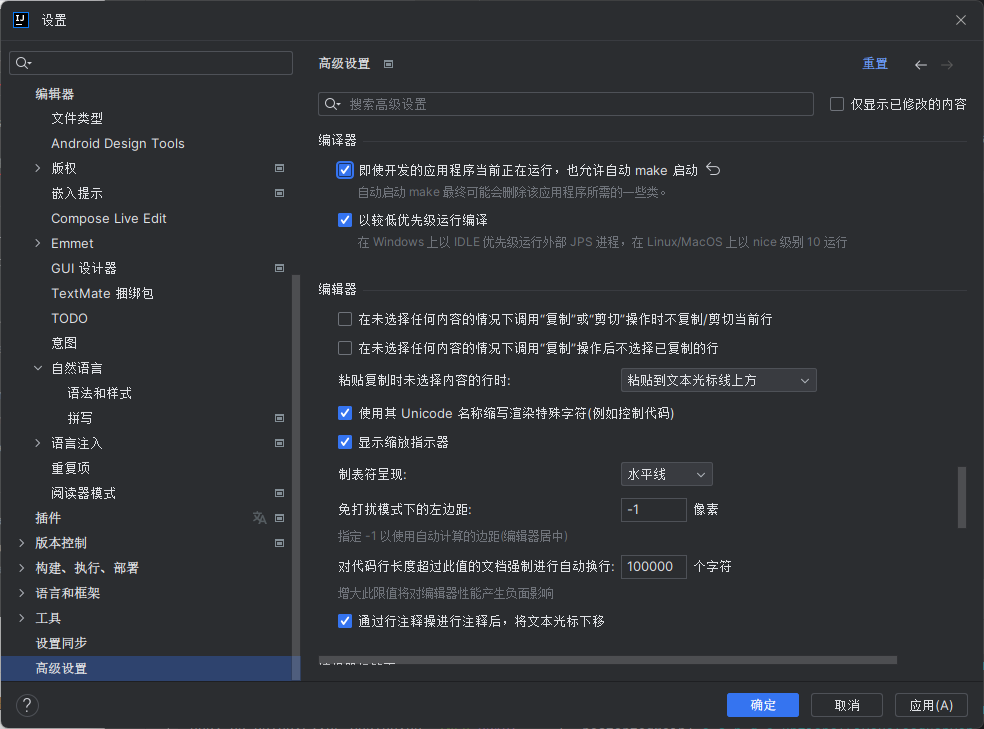 设置
编辑器
文件类型
Android Design Tools
版权
嵌入提示
Compose Live Edit
Emmet
GUI 设计器
TextMate 捆绑包
TODO
意图
自然语言
语法和样式
拼写
语言注入
重复项
阅读器模式
插件
版本控制
构建、执行、部署
语言和框架
工具
设置同步
高级设置
高级设置
重置
搜索高级设置
仅显示已修改的内容
编译器
即使开发的应用程序当前正在运行，也允许自动 make 启动
自动启动 make 最终可能会删除该应用程序所需的一些类。
以较低优先级运行编译
在 Windows 上以 IDLE 优先级运行外部 JPS 进程，在 Linux/MacOS 上以 nice 级别 10 运行
编辑器
在未选择任何内容的情况下调用“复制”或“剪切”操作时不复制/剪切当前行
在未选择任何内容的情况下调用“复制”操作后不选择已复制的行
粘贴复制时未选择内容的行时: 粘贴到文本光标线上方
使用其 Unicode 名称缩写渲染特殊字符(例如控制代码)
显示缩放指示器
制表符呈现: 水平线
免打扰模式下的左边距: -1 像素
指定 -1 以使用自动计算的边距(编辑器居中)
对代码行长度超过此值的文档强制进行自动换行: 100000 个字符
增大此限值将对编辑器性能产生负面影响
通过行注释操进行注释后，将文本光标下移
?
确定
取消
应用(A)